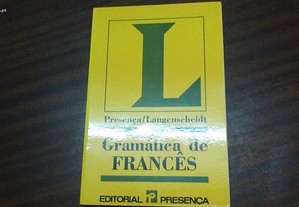 L
Presença/Langenscheidt
Gramática de
FRANCÊS
EDITORIAL P PRESENÇA